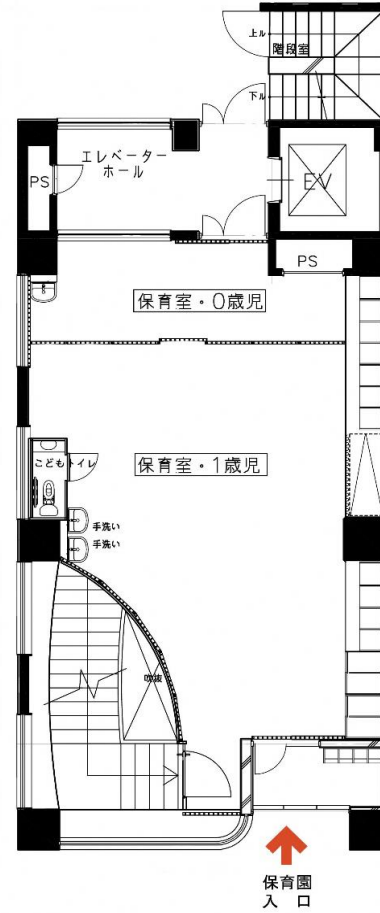 上ル
階段室
下ル
エレベーター
ホール
PS
EV
PS
保育室・0歳児
保育室・1歳児
こどもトイレ
手洗い
手洗い
吹抜
保育園
入口